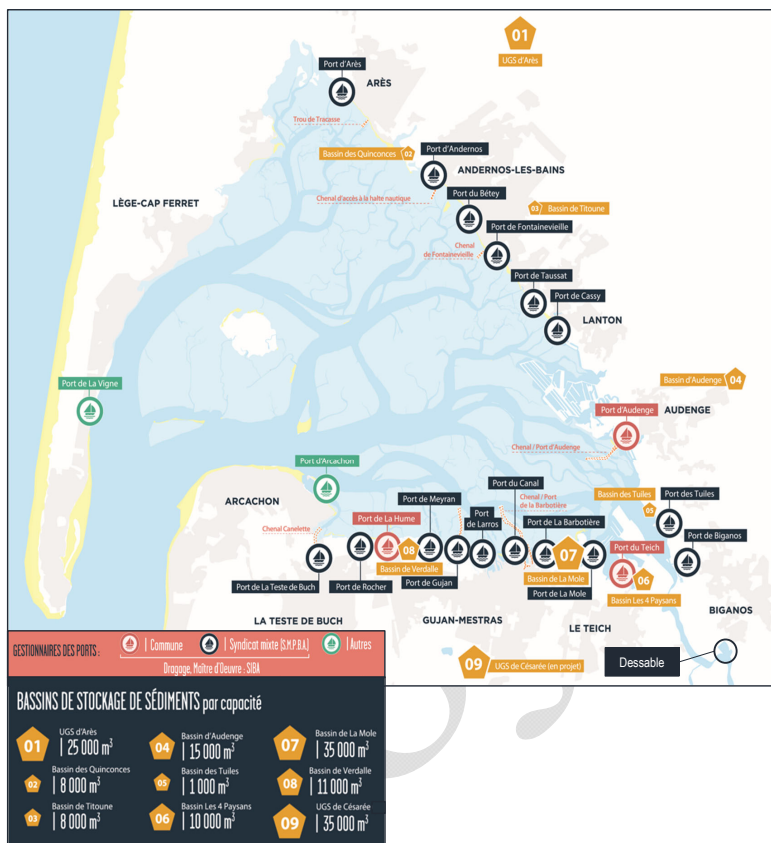 01
UGS d'Arès
Port d'Arès
ARÈS
Trou de Tracasse
Bassin des Quinconces
02
Port d'Andernos
ANDERNOS-LES-BAINS
Chenal d'accès à la halte nautique
Port du Bétey
LÈGE-CAP FERRET
03
Bassin de Titoune
Port de Fontainevieille
Chenal
de Fontainevieille
Port de Taussat
Port de Cassy
LANTON
Port de La Vigne
Bassin d'Audenge
04
Port d'Audenge
AUDENGE
Chenal / Port d'Audenge
Port d'Arcachon
ARCACHON
Chenal Canelette
Port de La Teste de Buch
Port de Rocher
Port de La Hume
08
Bassin de Verdalle
Port de Meyran
Port de Gujan
Port
de Larros
Port du Canal
Chenal / Port
de la Barbotière
Port de La Barbotière
07
Bassin de La Mole
Port de La Mole
Bassin des Tuiles
05
Port des Tuiles
Port de Biganos
Port du Teich
06
Bassin Les 4 Paysans
LA TESTE DE BUCH
GUJAN-MESTRAS
LE TEICH
BIGANOS
09
UGS de Césarée (en projet)
Dessable
GESTIONNAIRES DES PORTS :
| Commune
| Syndicat mixte (S.M.P.B.A.)
| Autres
Dragage, Maître d'Oeuvre : SIBA
BASSINS DE STOCKAGE DE SÉDIMENTS par capacité
01
UGS d'Arès
| 25 000 m³
04
Bassin d'Audenge
| 15 000 m³
07
Bassin de La Mole
| 35 000 m³
02
Bassin des Quinconces
| 8 000 m³
05
Bassin des Tuiles
| 1 000 m³
08
Bassin de Verdalle
| 11 000 m³
03
Bassin de Titoune
| 8 000 m³
06
Bassin Les 4 Paysans
| 10 000 m³
09
UGS de Césarée
| 35 000 m³